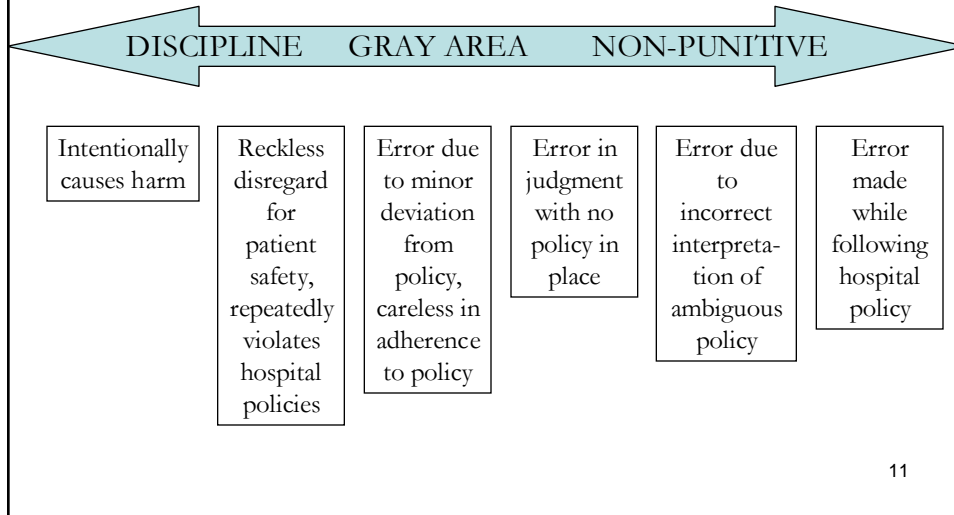 DISCIPLINE GRAY AREA NON-PUNITIVE
Intentionally
causes harm
Reckless
disregard
for
patient
safety,
repeatedly
violates
hospital
policies
Error due
to minor
deviation
from
policy,
careless in
adherence
to policy
Error in
judgment
with no
policy in
place
Error due
to
incorrect
interpreta-
tion of
ambiguous
policy
Error
made
while
following
hospital
policy
11